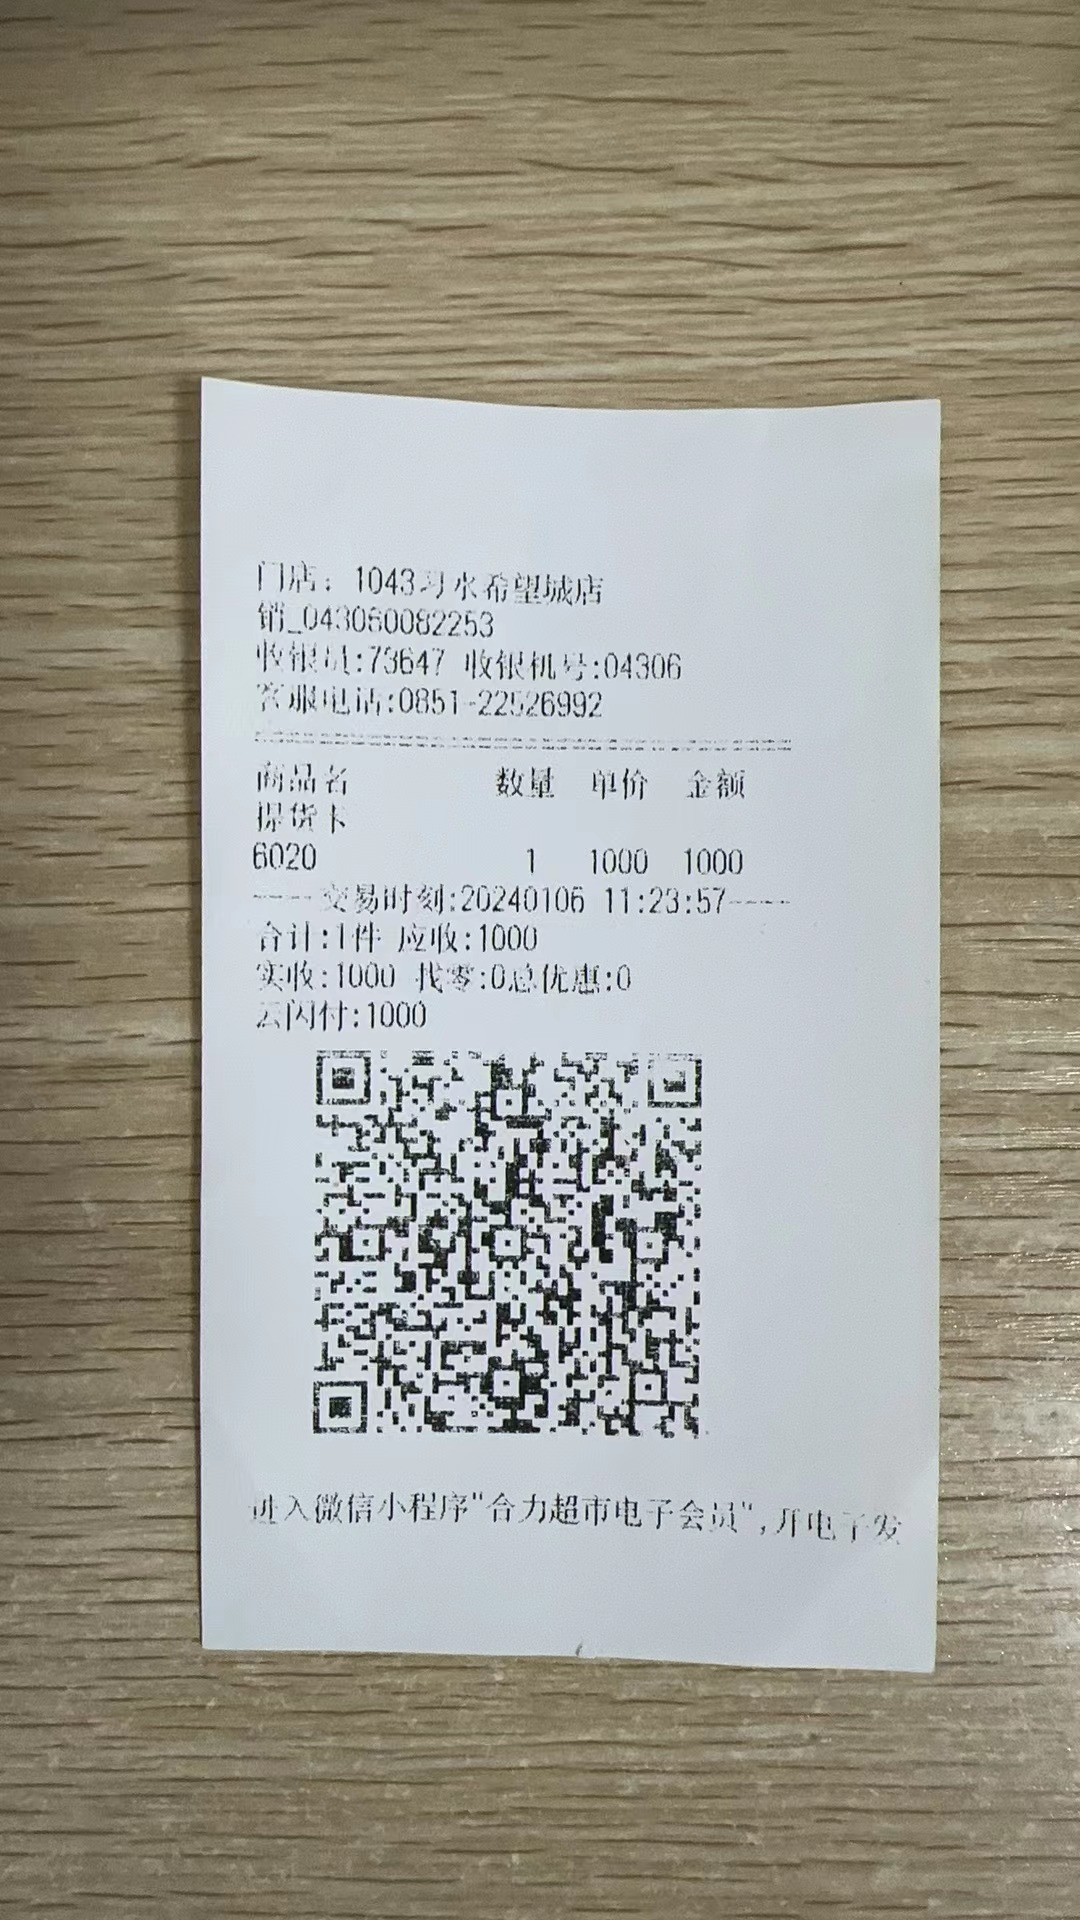 门店：1043习水希望城店
销_043060082253
收银员:73647 收银机号:04306
客服电话:0851-22526992
商品名 数量 单价 金额
提货卡
6020 1 1000 1000
----交易时刻:20240106 11:23:57----
合计:1件 应收:1000
实收:1000 找零:0总优惠:0
云闪付:1000
进入微信小程序"合力超市电子会员",开电子发